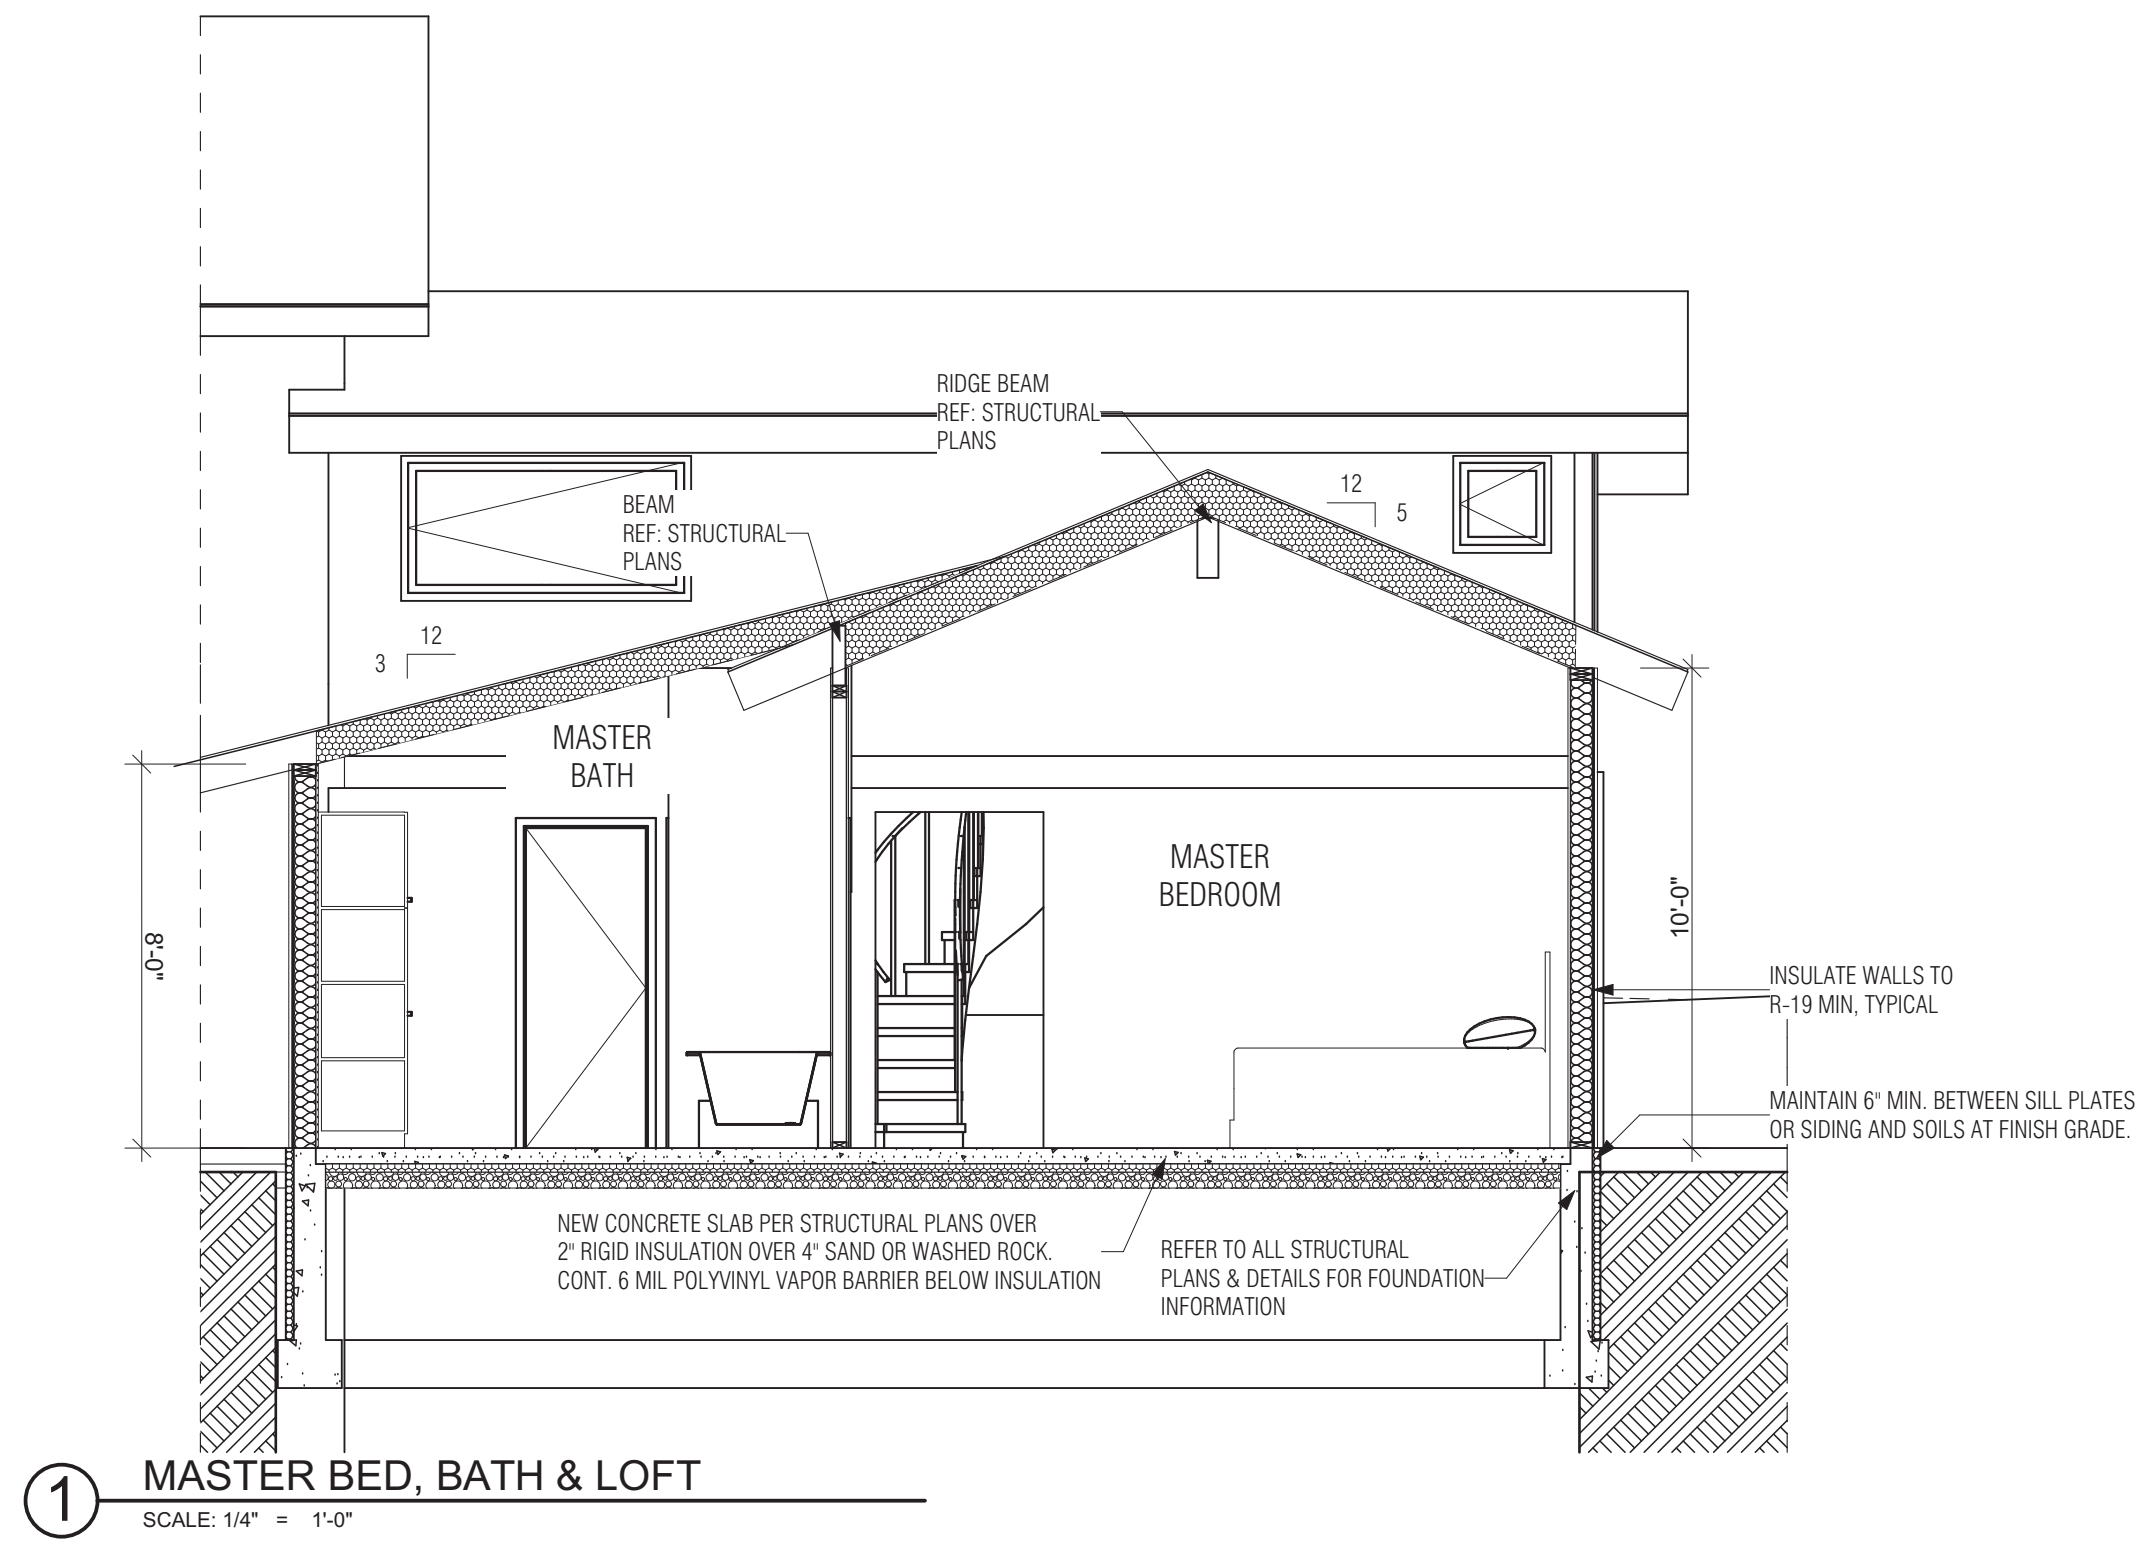 RIDGE BEAM
REF: STRUCTURAL
PLANS
12
5
BEAM
REF: STRUCTURAL
PLANS
12
3
MASTER
BATH
MASTER
BEDROOM
8'-0"
10'-0"
INSULATE WALLS TO
R-19 MIN, TYPICAL
MAINTAIN 6" MIN. BETWEEN SILL PLATES
OR SIDING AND SOILS AT FINISH GRADE.
NEW CONCRETE SLAB PER STRUCTURAL PLANS OVER
2" RIGID INSULATION OVER 4" SAND OR WASHED ROCK.
CONT. 6 MIL POLYVINYL VAPOR BARRIER BELOW INSULATION
REFER TO ALL STRUCTURAL
PLANS & DETAILS FOR FOUNDATION
INFORMATION
1
MASTER BED, BATH & LOFT
SCALE: 1/4" = 1'-0"